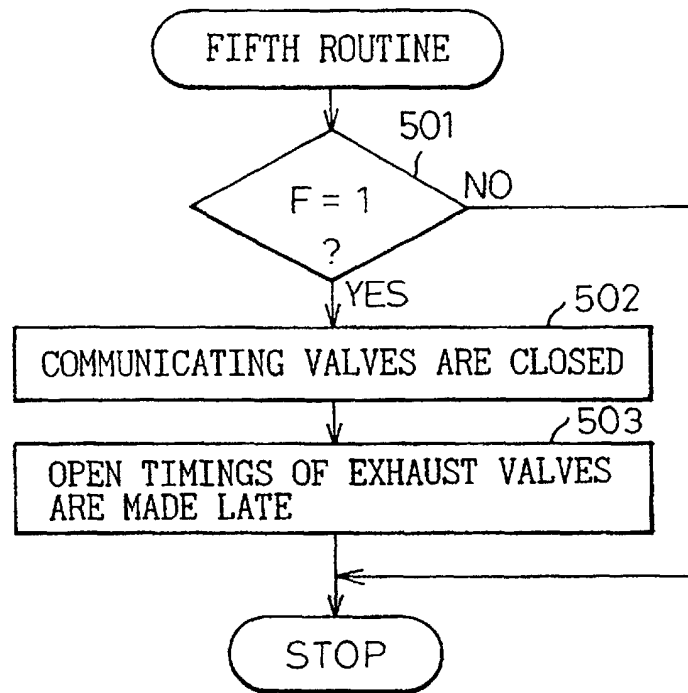 FIFTH ROUTINE
501
F = 1
?
NO
YES
502
COMMUNICATING VALVES ARE CLOSED
503
OPEN TIMINGS OF EXHAUST VALVES
ARE MADE LATE
STOP